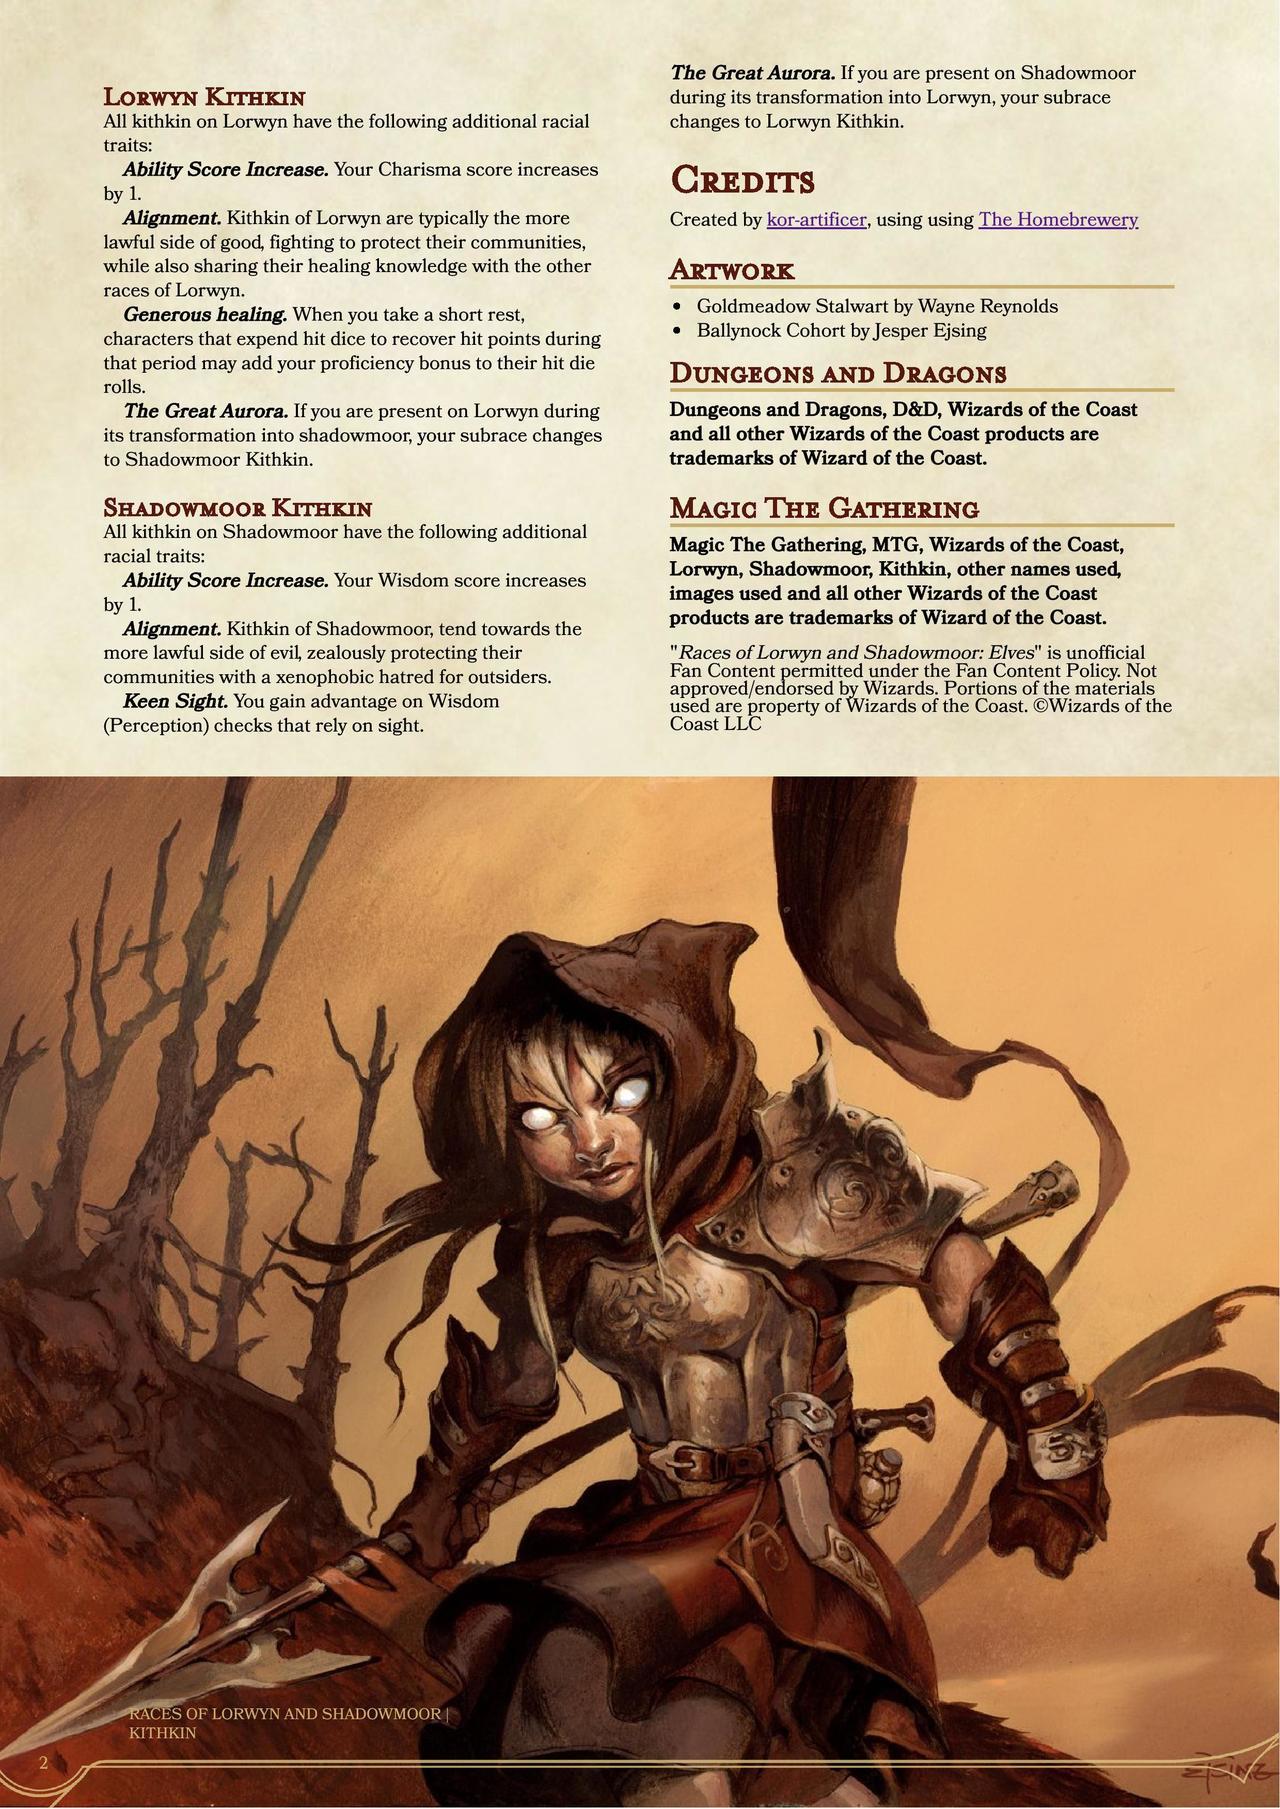 Lorwyn Kithkin
All kithkin on Lorwyn have the following additional racial
traits:
Ability Score Increase. Your Charisma score increases
by 1.
Alignment. Kithkin of Lorwyn are typically the more
lawful side of good, fighting to protect their communities,
while also sharing their healing knowledge with the other
races of Lorwyn.
Generous healing. When you take a short rest,
characters that expend hit dice to recover hit points during
that period may add your proficiency bonus to their hit die
rolls.
The Great Aurora. If you are present on Lorwyn during
its transformation into shadowmoor, your subrace changes
to Shadowmoor Kithkin.
Shadowmoor Kithkin
All kithkin on Shadowmoor have the following additional
racial traits:
Ability Score Increase. Your Wisdom score increases
by 1.
Alignment. Kithkin of Shadowmoor, tend towards the
more lawful side of evil, zealously protecting their
communities with a xenophobic hatred for outsiders.
Keen Sight. You gain advantage on Wisdom
(Perception) checks that rely on sight.
The Great Aurora. If you are present on Shadowmoor
during its transformation into Lorwyn, your subrace
changes to Lorwyn Kithkin.
Credits
Created by kor-artificer, using using The Homebrewery
Artwork
• Goldmeadow Stalwart by Wayne Reynolds
• Ballynock Cohort by Jesper Ejsing
Dungeons and Dragons
Dungeons and Dragons, D&D, Wizards of the Coast
and all other Wizards of the Coast products are
trademarks of Wizard of the Coast.
Magic The Gathering
Magic The Gathering, MTG, Wizards of the Coast,
Lorwyn, Shadowmoor, Kithkin, other names used,
images used and all other Wizards of the Coast
products are trademarks of Wizard of the Coast.
"Races of Lorwyn and Shadowmoor: Elves" is unofficial
Fan Content permitted under the Fan Content Policy. Not
approved/endorsed by Wizards. Portions of the materials
used are property of Wizards of the Coast. ©Wizards of the
Coast LLC
RACES OF LORWYN AND SHADOWMOOR |
KITHKIN
2
EJSING